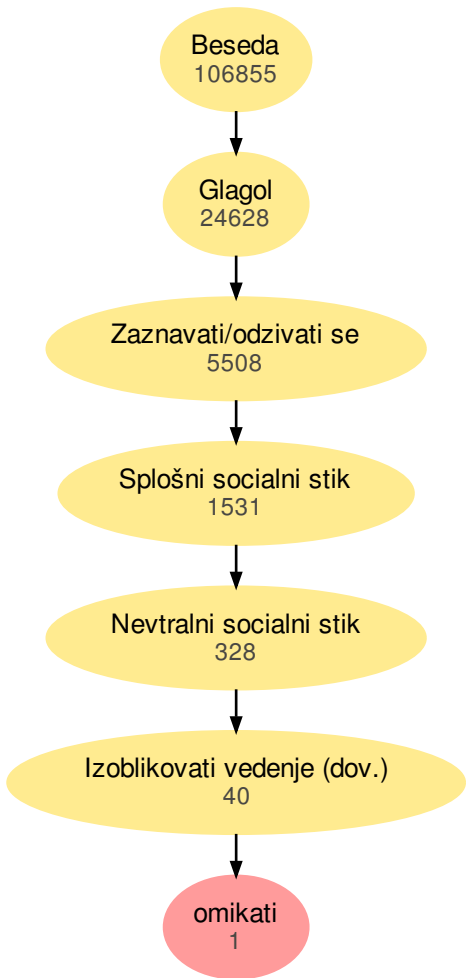 Beseda
106855
Glagol
24628
Zaznavati/odzivati se
5508
Splošni socialni stik
1531
Nevtralni socialni stik
328
Izoblikovati vedenje (dov.)
40
omikati
1